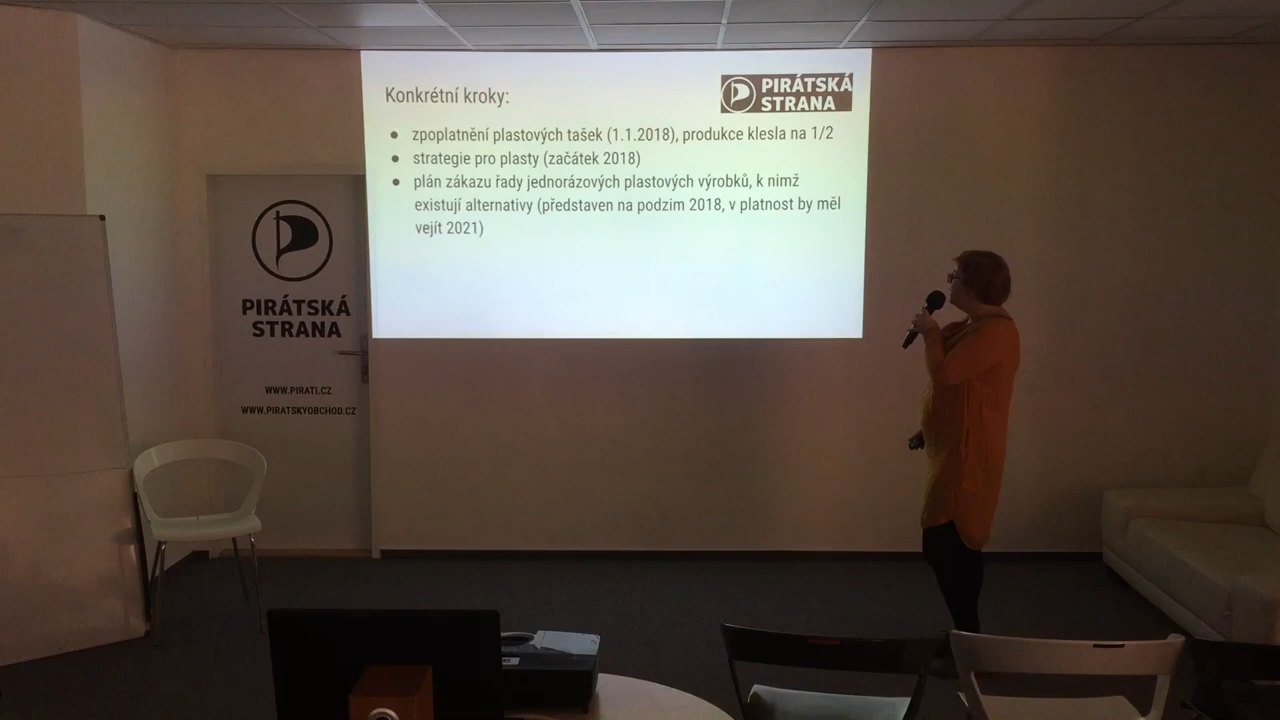 Konkrétní kroky:
PIRÁTSKÁ
STRANA
● zpoplatnění plastových tašek (1.1.2018), produkce klesla na 1/2
● strategie pro plasty (začátek 2018)
● plán zákazu řady jednorázových plastových výrobků, k nimž
existují alternativy (představen na podzim 2018, v platnost by měl
vejít 2021)
PIRÁTSKÁ
STRANA
WWW.PIRATI.CZ
WWW.PIRATSKYOBCHOD.CZ